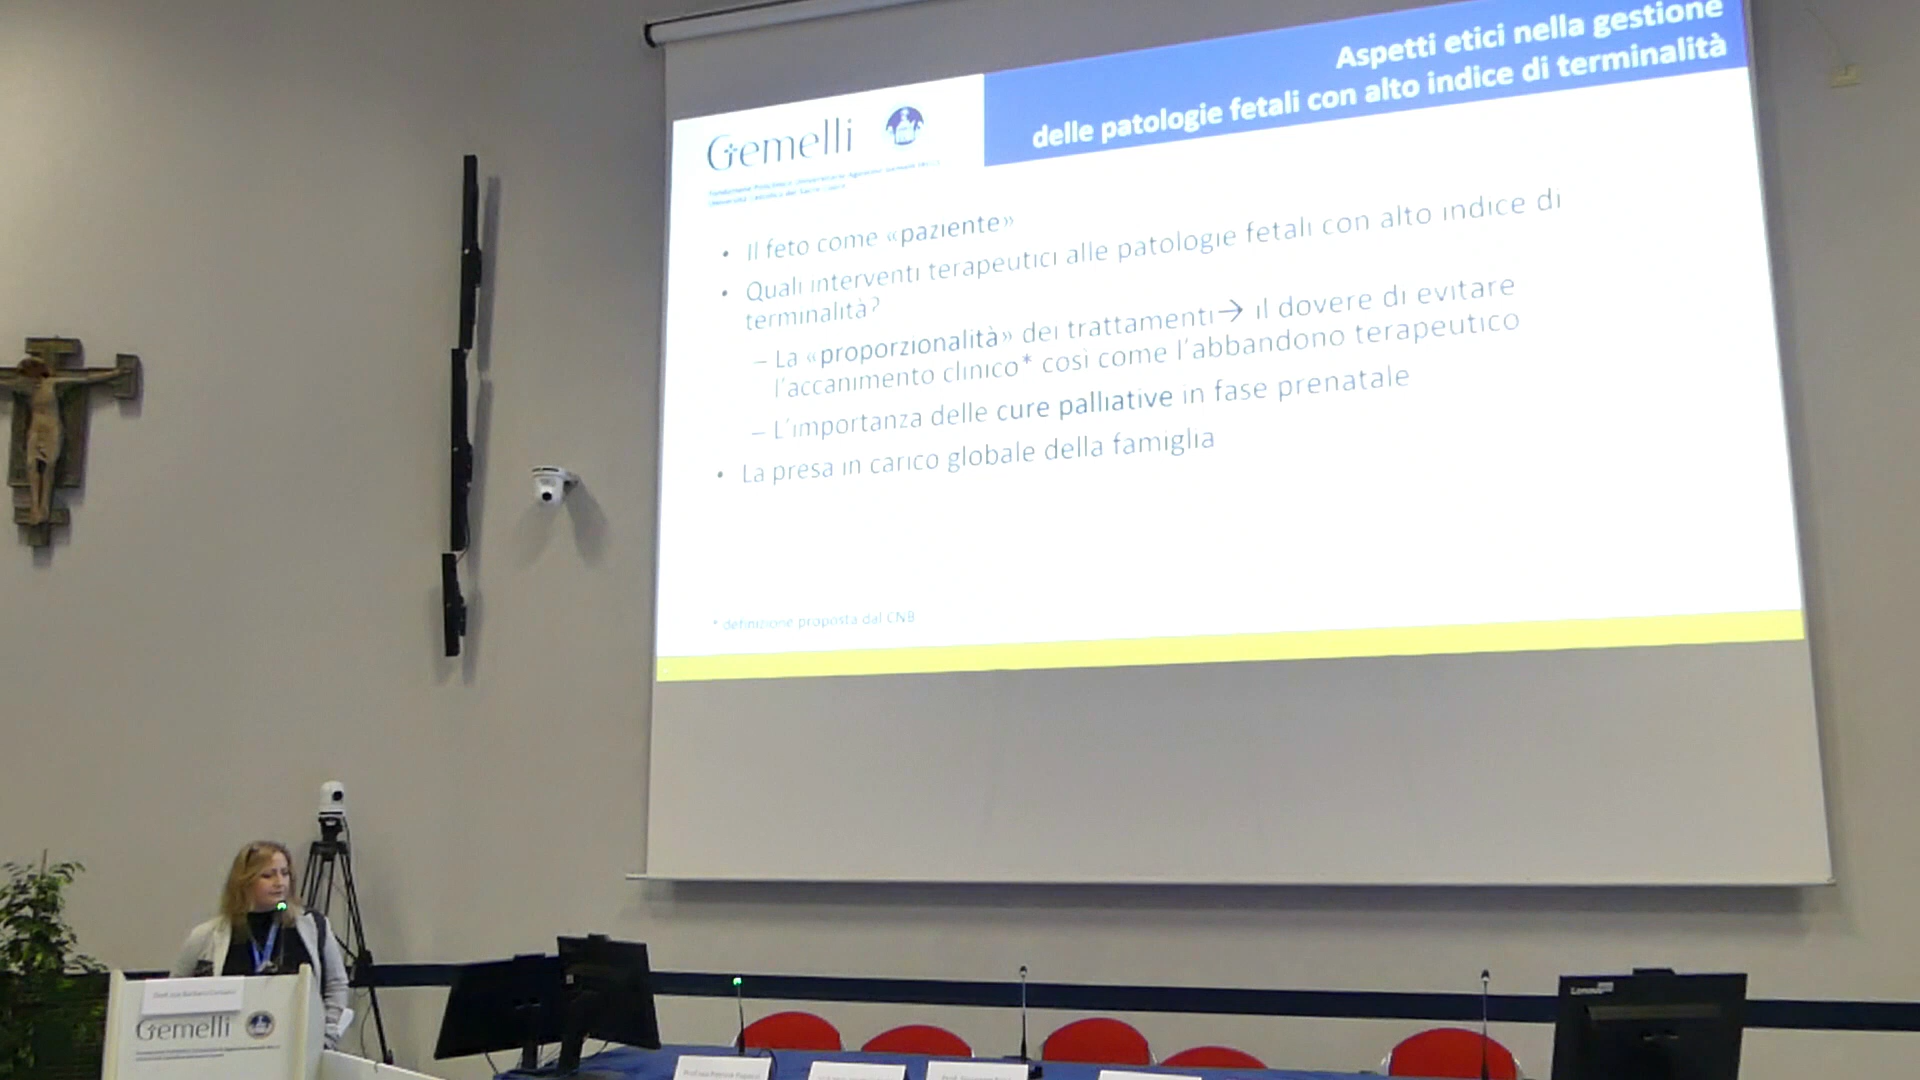 Aspetti etici nella gestione
delle patologie fetali con alto indice di terminalità
Gemelli
• Il feto come «paziente»
• Quali interventi terapeutici alle patologie fetali con alto indice di
terminalità?
– La «proporzionalità» dei trattamenti→ il dovere di evitare
l'accanimento clinico* così come l'abbandono terapeutico
– L'importanza delle cure palliative in fase prenatale
• La presa in carico globale della famiglia
* definizione proposta dal CNB
Gemelli
Lenovo